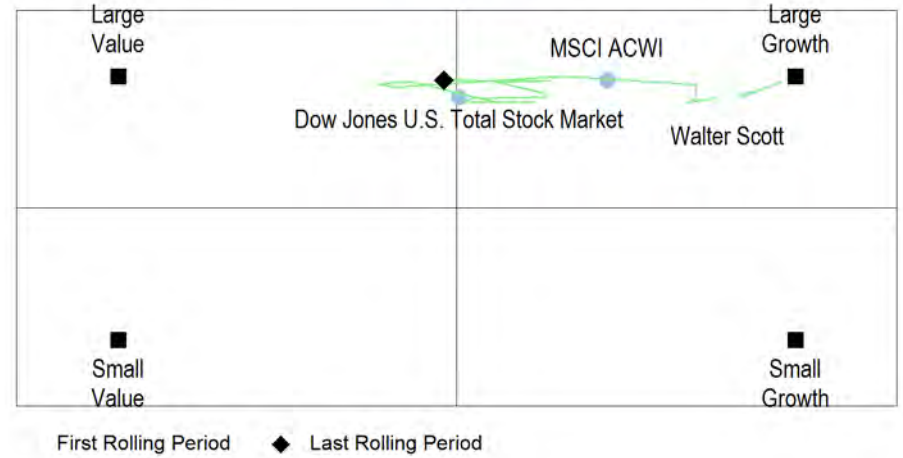 Large
Value
Large
Growth
MSCI ACWI
Dow Jones U.S. Total Stock Market
Walter Scott
Small
Value
Small
Growth
First Rolling Period
Last Rolling Period